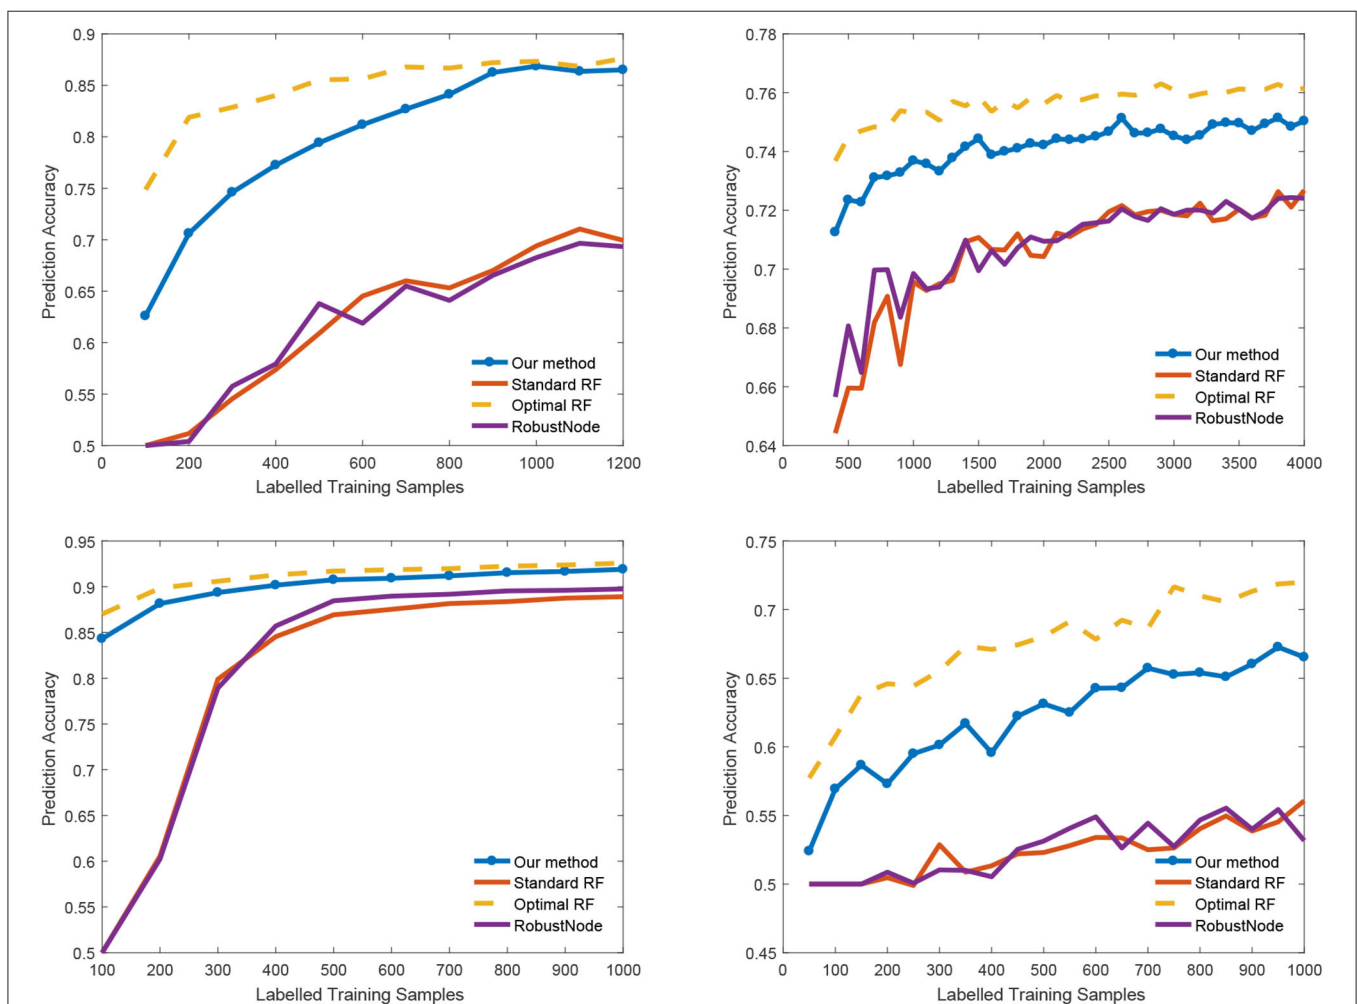 0.9
0.85
0.8
0.75
0.7
0.65
0.6
0.55
0.5
0 200 400 600 800 1000 1200
Prediction Accuracy
Labelled Training Samples
Our method
Standard RF
Optimal RF
RobustNode
0.78
0.76
0.74
0.72
0.7
0.68
0.66
0.64
0 500 1000 1500 2000 2500 3000 3500 4000
Prediction Accuracy
Labelled Training Samples
Our method
Standard RF
Optimal RF
RobustNode
0.95
0.9
0.85
0.8
0.75
0.7
0.65
0.6
0.55
0.5
100 200 300 400 500 600 700 800 900 1000
Prediction Accuracy
Labelled Training Samples
Our method
Standard RF
Optimal RF
RobustNode
0.75
0.7
0.65
0.6
0.55
0.5
0.45
0 100 200 300 400 500 600 700 800 900 1000
Prediction Accuracy
Labelled Training Samples
Our method
Standard RF
Optimal RF
RobustNode